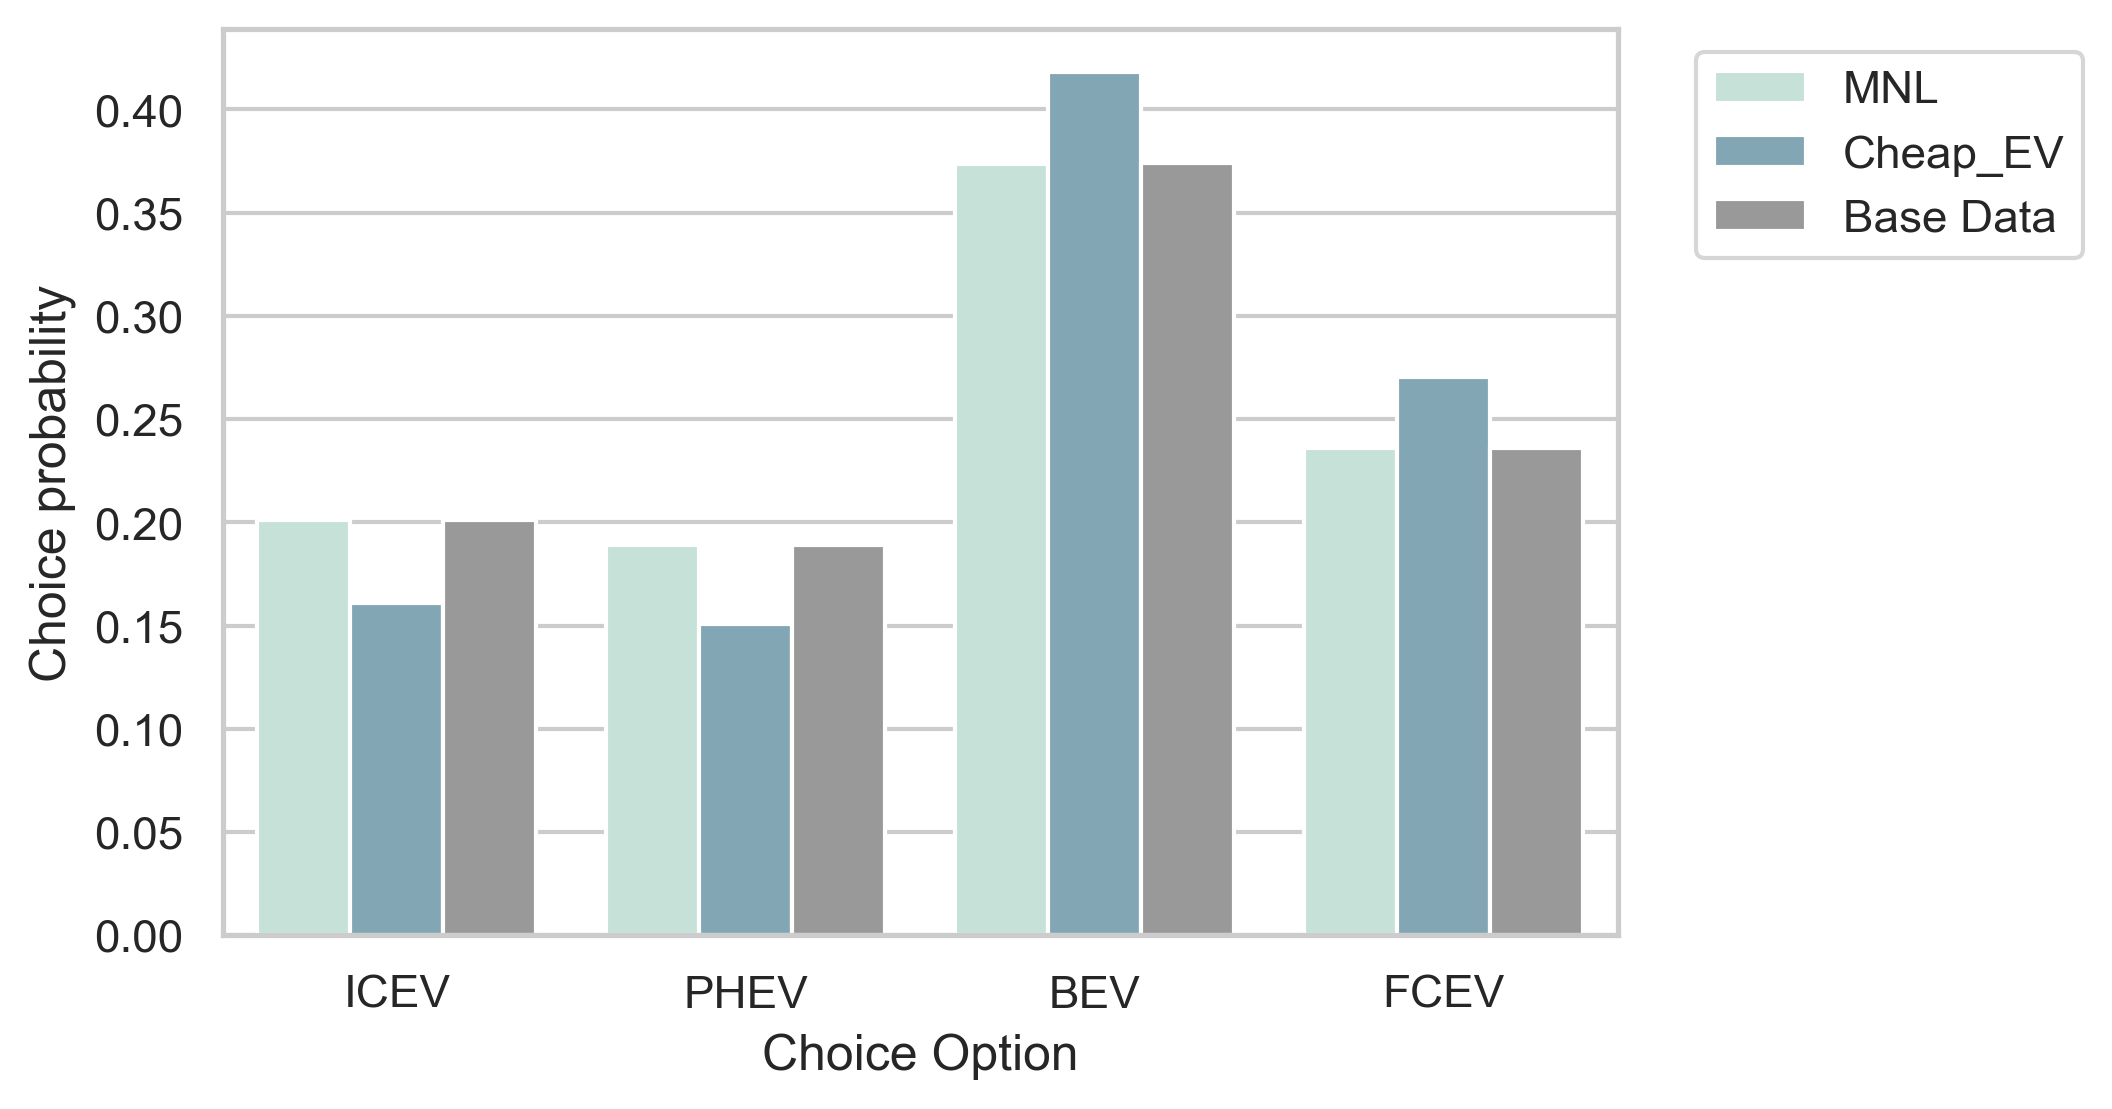 Choice probability
0.40
0.35
0.30
0.25
0.20
0.15
0.10
0.05
0.00
ICEV
PHEV
BEV
FCEV
Choice Option
MNL
Cheap_EV
Base Data